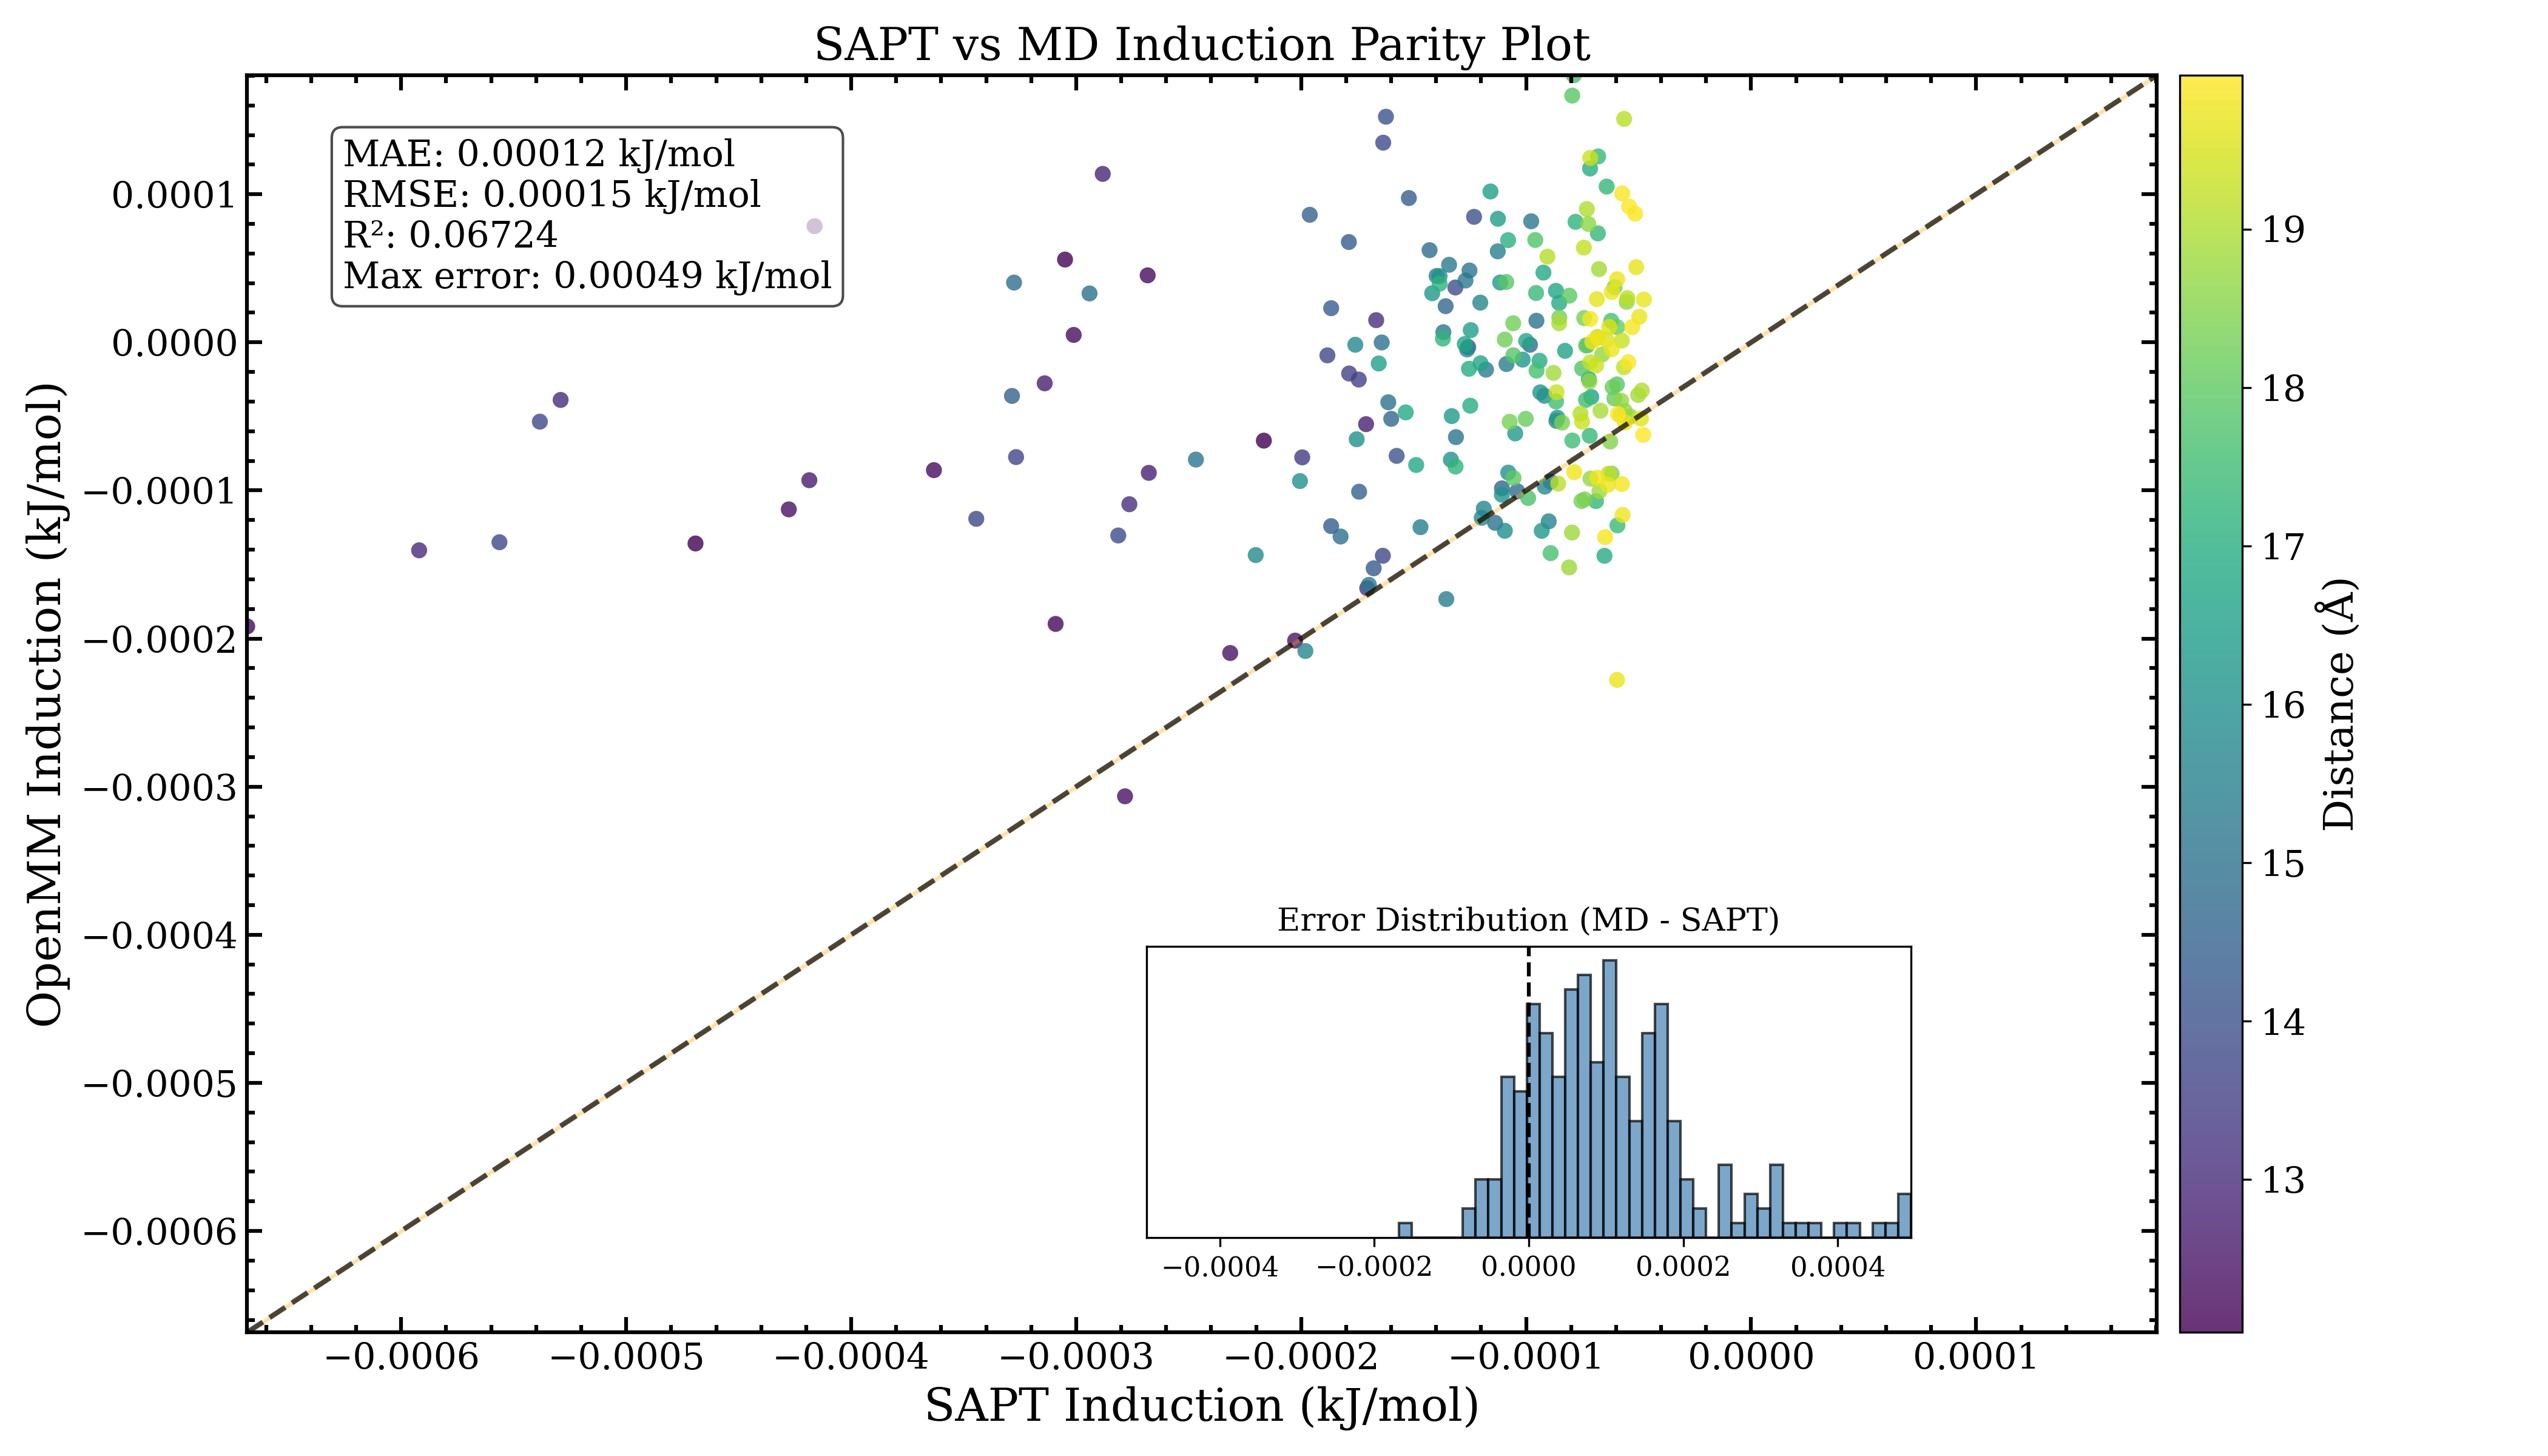 SAPT vs MD Induction Parity Plot
MAE: 0.00012 kJ/mol
RMSE: 0.00015 kJ/mol
R²: 0.06724
Max error: 0.00049 kJ/mol
OpenMM Induction (kJ/mol)
0.0001
0.0000
−0.0001
−0.0002
−0.0003
−0.0004
−0.0005
−0.0006
Error Distribution (MD - SAPT)
−0.0004 −0.0002 0.0000 0.0002 0.0004
−0.0006 −0.0005 −0.0004 −0.0003 −0.0002 −0.0001 0.0000 0.0001
SAPT Induction (kJ/mol)
19
18
17
16
15
14
13
Distance (Å)